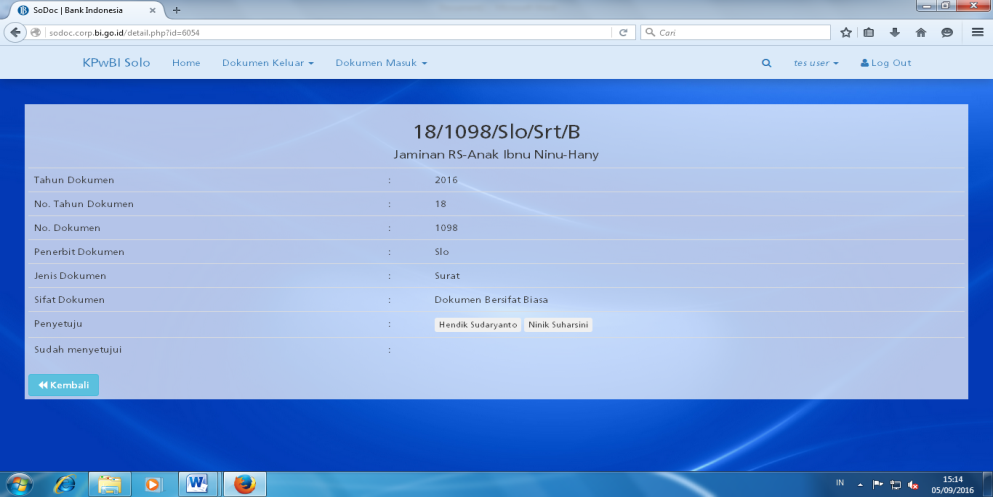 SoDoc | Bank Indonesia
sodoc.corp.bi.go.id/detail.php?id=6054
Cari
KPwBI Solo Home Dokumen Keluar Dokumen Masuk tes user Log Out
18/1098/Slo/Srt/B
Jaminan RS-Anak Ibnu Ninu-Hany
Tahun Dokumen : 2016
No. Tahun Dokumen : 18
No. Dokumen : 1098
Penerbit Dokumen : Slo
Jenis Dokumen : Surat
Sifat Dokumen : Dokumen Bersifat Biasa
Penyetuju : Hendik Sudaryanto Ninik Suharsini
Sudah menyetujui :
Kembali
IN 15:14
05/09/2016